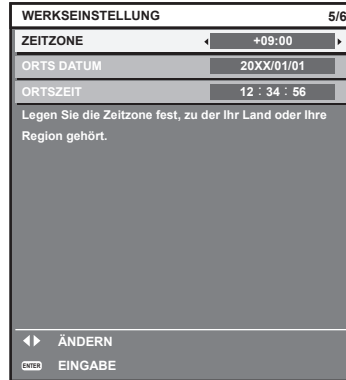 WERKSEINSTELLUNG 5/6
ZEITZONE +09:00
ORTS DATUM 20XX/01/01
ORTSZEIT 12 : 34 : 56
Legen Sie die Zeitzone fest, zu der Ihr Land oder Ihre
Region gehört.
ÄNDERN
ENTER EINGABE